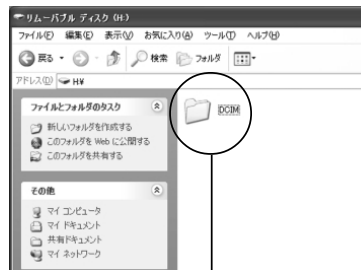 リムーバブル ディスク (H:)
ファイル(F) 編集(E) 表示(V) お気に入り(A) ツール(T) ヘルプ(H)
戻る 検索 フォルダ
アドレス(D) H¥
ファイルとフォルダのタスク
DCIM
新しいフォルダを作成する
このフォルダを Web に公開する
このフォルダを共有する
その他
マイ コンピュータ
マイ ドキュメント
共有ドキュメント
マイ ネットワーク